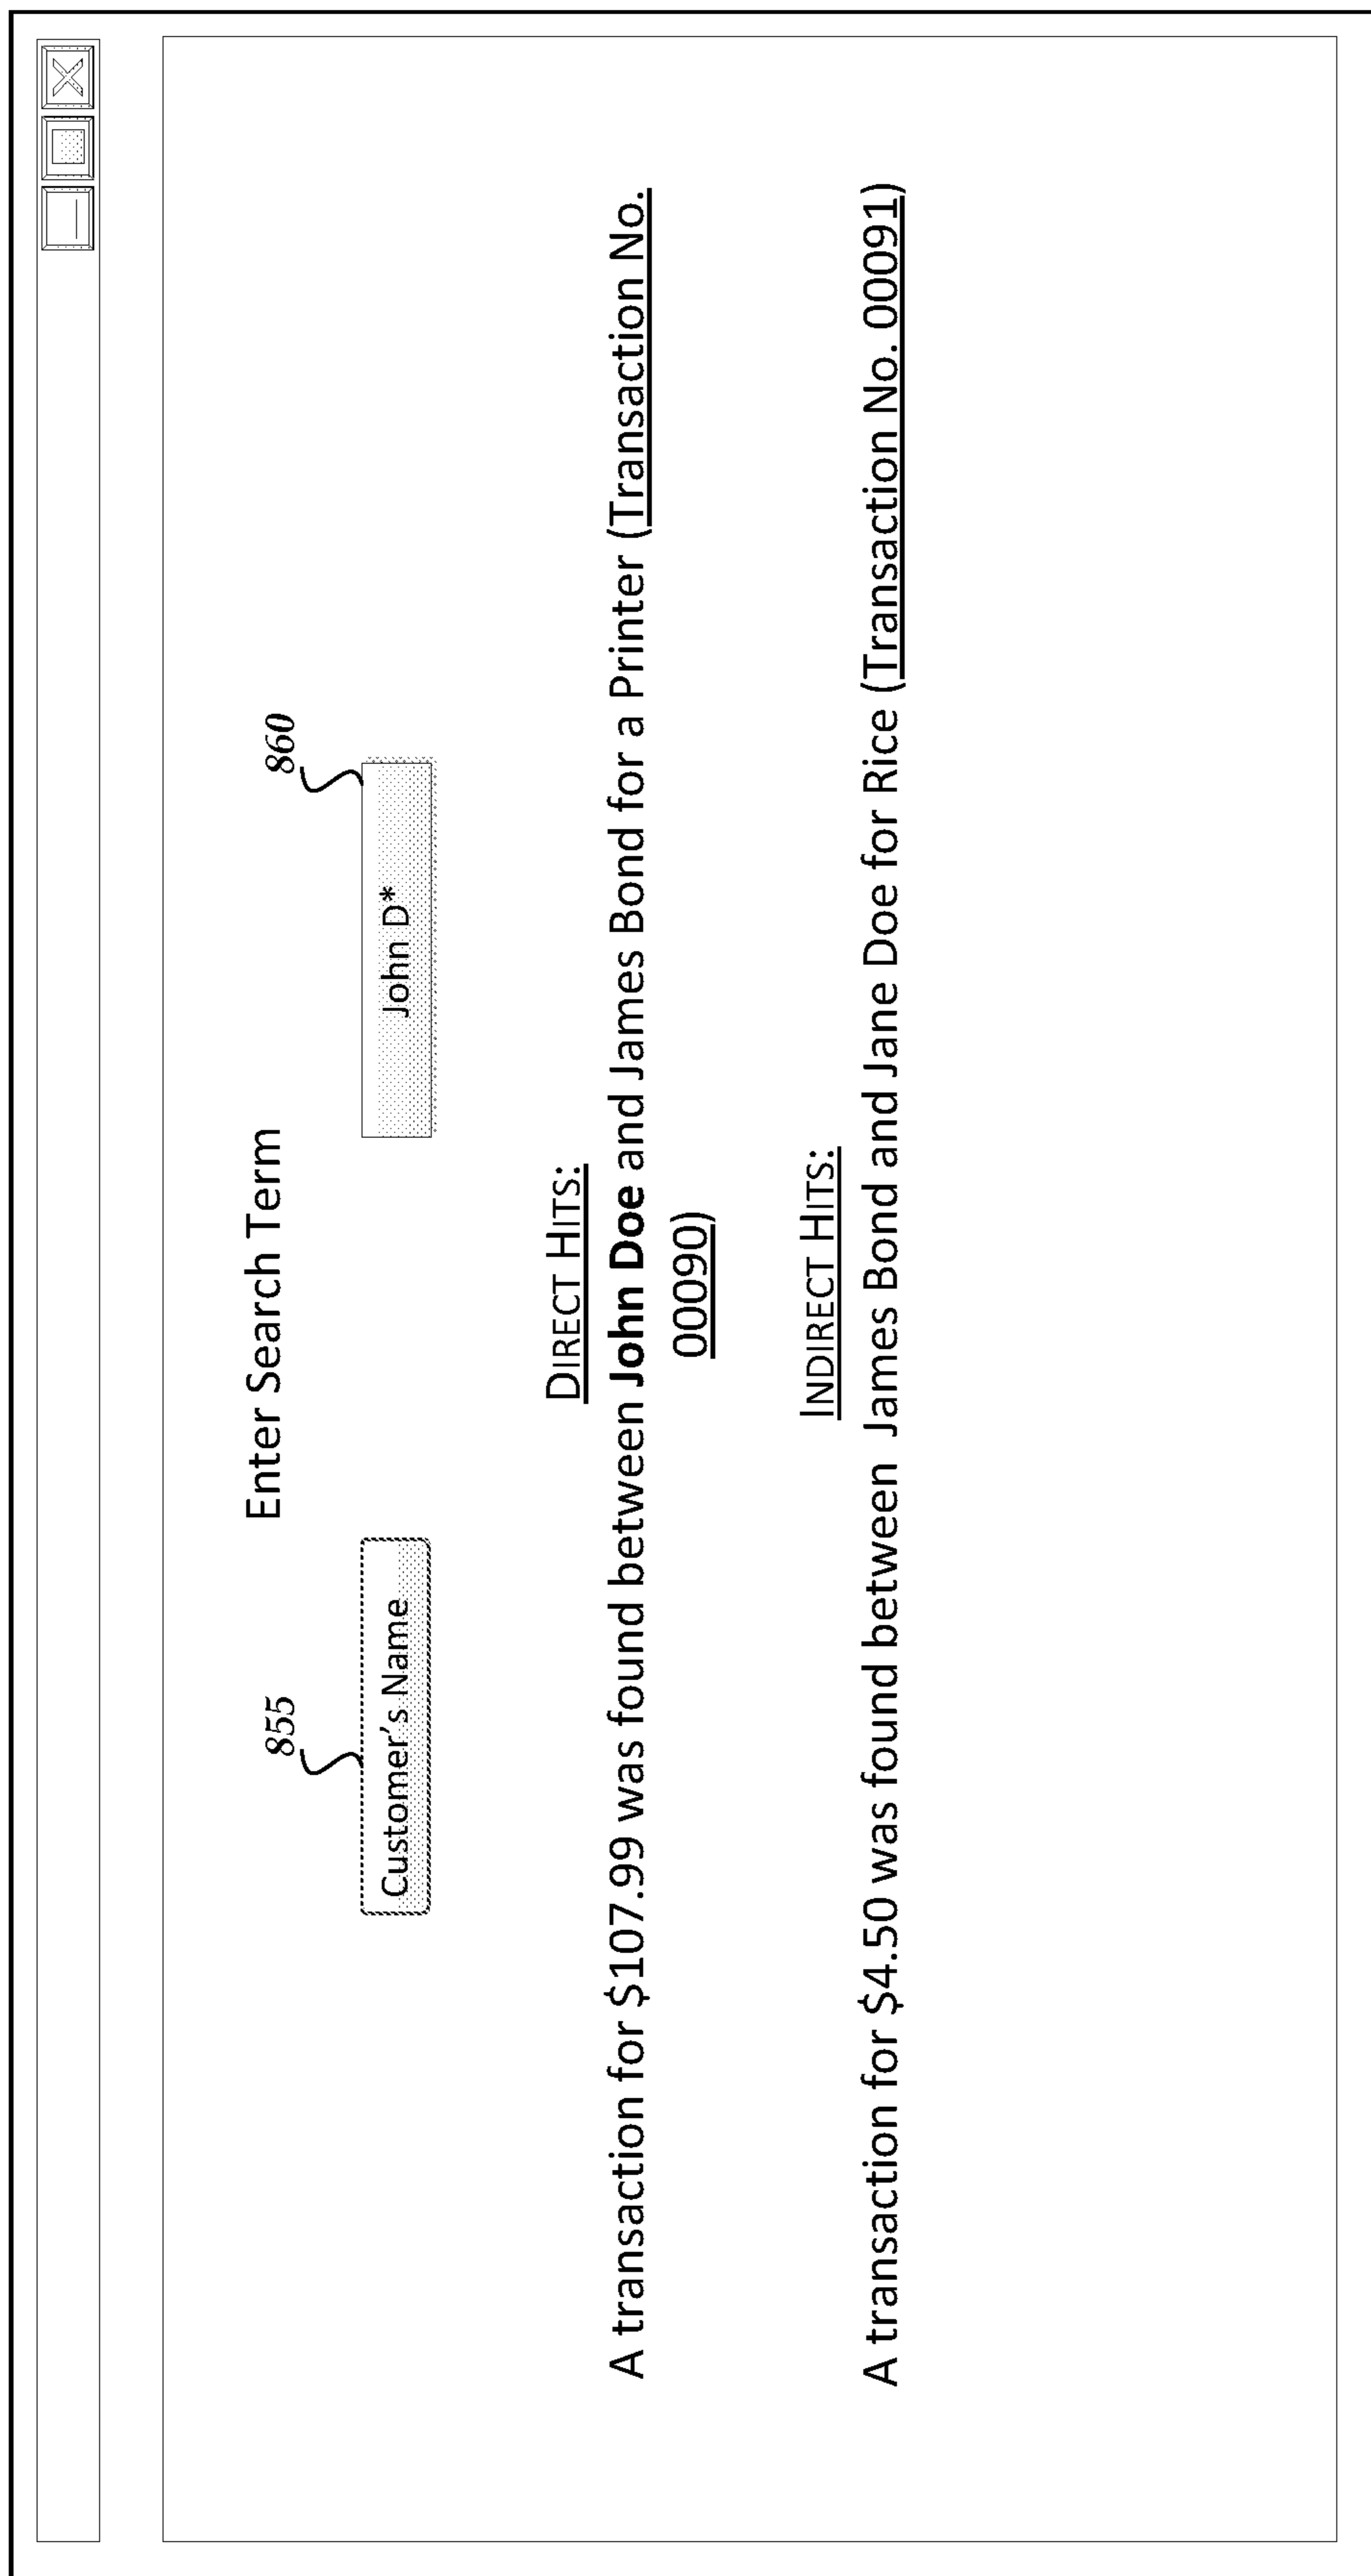 Enter Search Term
855
860
Customer's Name
John D*
DIRECT HITS:
A transaction for $107.99 was found between John Doe and James Bond for a Printer (Transaction No.
00090)
INDIRECT HITS:
A transaction for $4.50 was found between James Bond and Jane Doe for Rice (Transaction No. 00091)